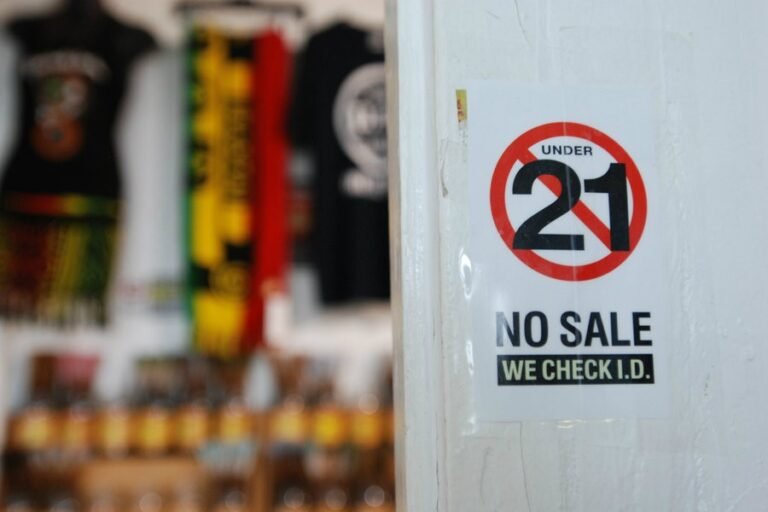 UNDER
21
NO SALE
WE CHECK I.D.